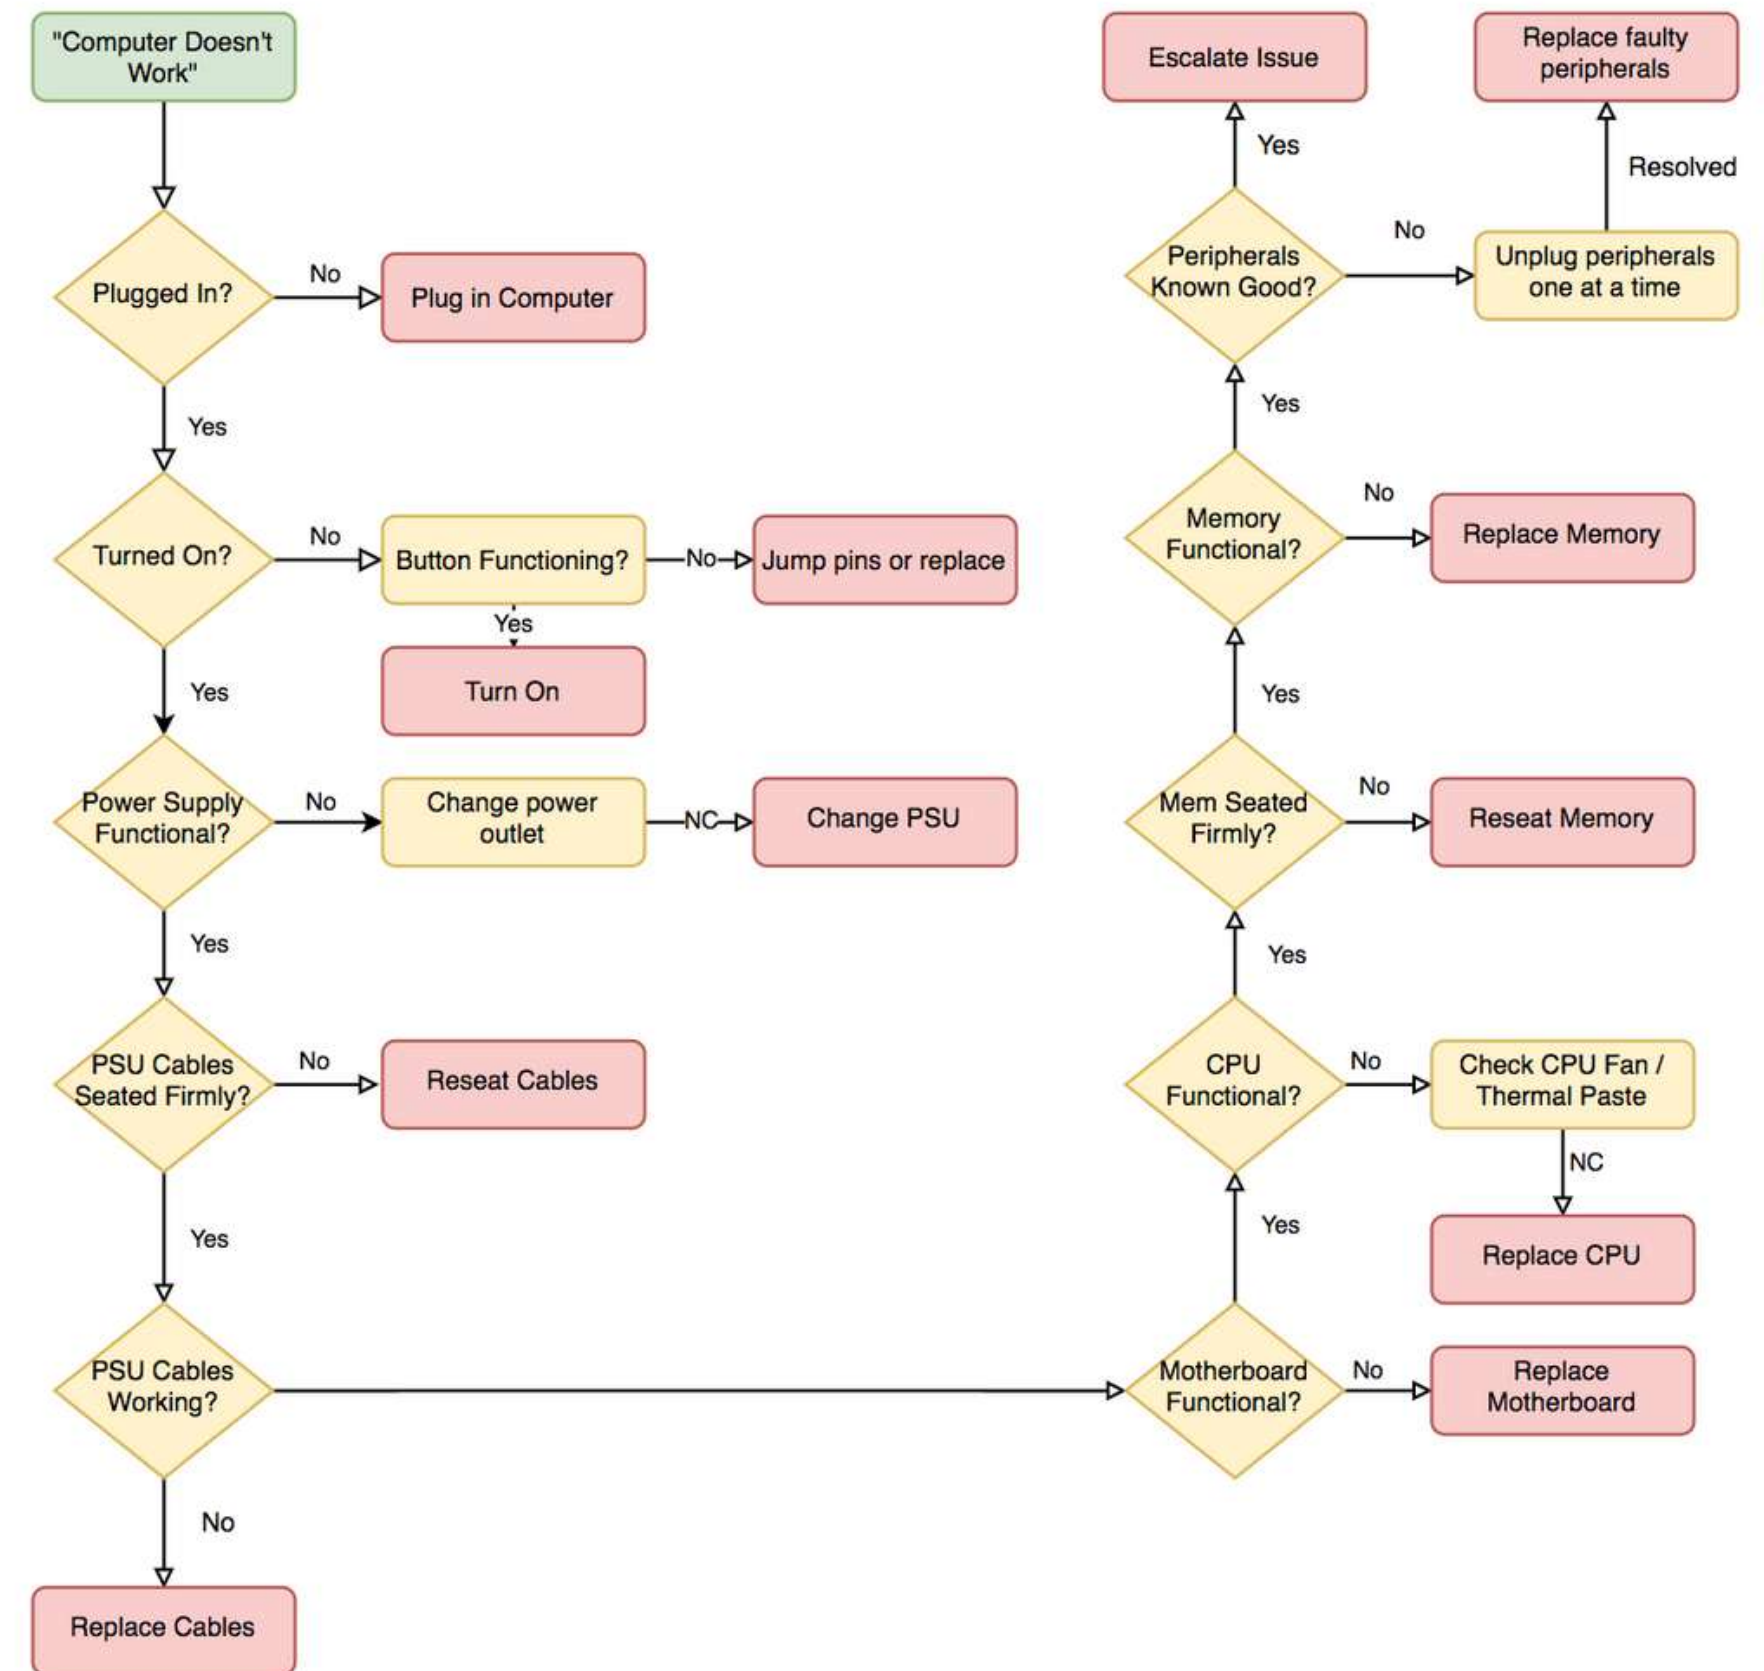 "Computer Doesn't
Work"
Plugged In?
No
Plug in Computer
Yes
Turned On?
No
Button Functioning?
No
Jump pins or replace
Yes
Turn On
Yes
Power Supply
Functional?
No
Change power
outlet
NC
Change PSU
Yes
PSU Cables
Seated Firmly?
No
Reseat Cables
Yes
PSU Cables
Working?
No
Replace Cables
Motherboard
Functional?
No
Replace
Motherboard
Yes
CPU
Functional?
No
Check CPU Fan /
Thermal Paste
NC
Replace CPU
Yes
Mem Seated
Firmly?
No
Reseat Memory
Yes
Memory
Functional?
No
Replace Memory
Yes
Peripherals
Known Good?
No
Unplug peripherals
one at a time
Resolved
Replace faulty
peripherals
Yes
Escalate Issue